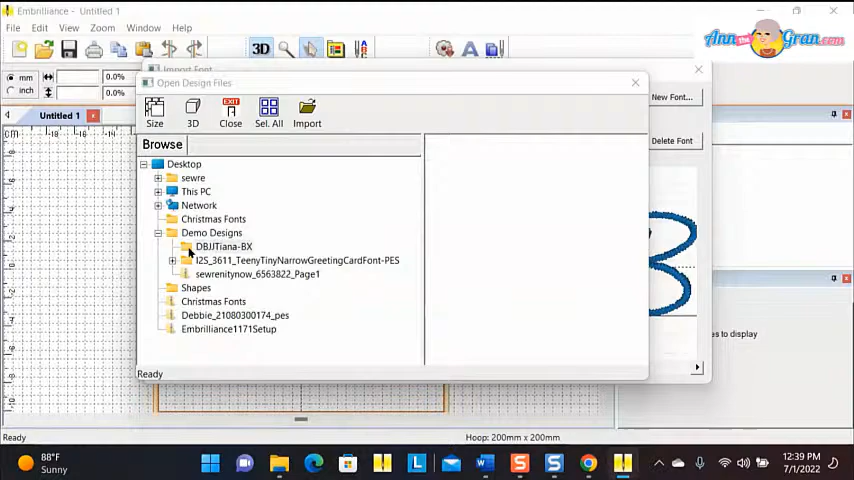 Embrilliance - Untitled 1
File Edit View Zoom Window Help
Ann the Gran.com
3D
mm 0.0%
inch 0.0%
Untitled 1
cm
Open Design Files
Size 3D EXIT Close Sel. All Import
New Font...
Delete Font
Browse
Desktop
sewre
This PC
Network
Christmas Fonts
Demo Designs
DBJJTiana-BX
I2S_3611_TeenyTinyNarrowGreetingCardFont-PES
sewrenitynow_6563822_Page1
Shapes
Christmas Fonts
Debbie_21080300174_pes
Embrilliance1171Setup
es to display
Ready
Ready Hoop: 200mm x 200mm
88°F
Sunny
12:39 PM
7/1/2022